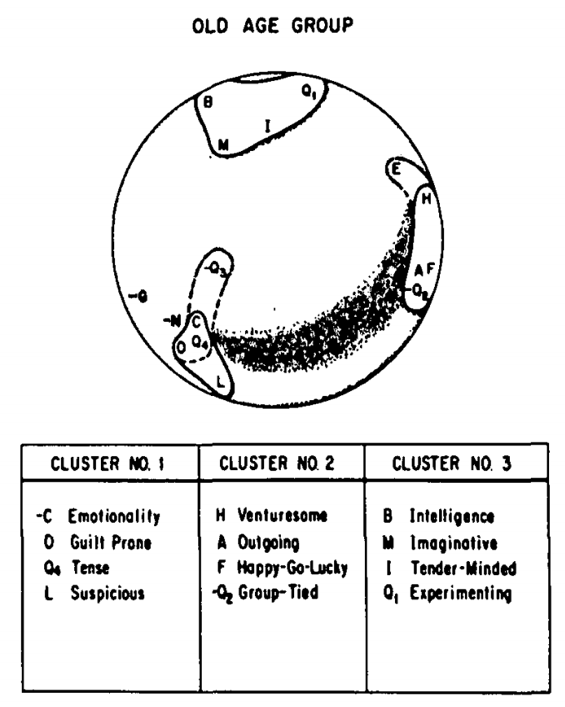 OLD AGE GROUP
B
Q₁
I
M
E
H
A F
-Q₂
-Q₃
-G
-N
C
O Q₄
L
CLUSTER NO. 1 CLUSTER NO. 2 CLUSTER NO. 3
-C Emotionality H Venturesome B Intelligence
O Guilt Prone A Outgoing M Imaginative
Q₄ Tense F Happy-Go-Lucky I Tender-Minded
L Suspicious -Q₂ Group-Tied Q₁ Experimenting